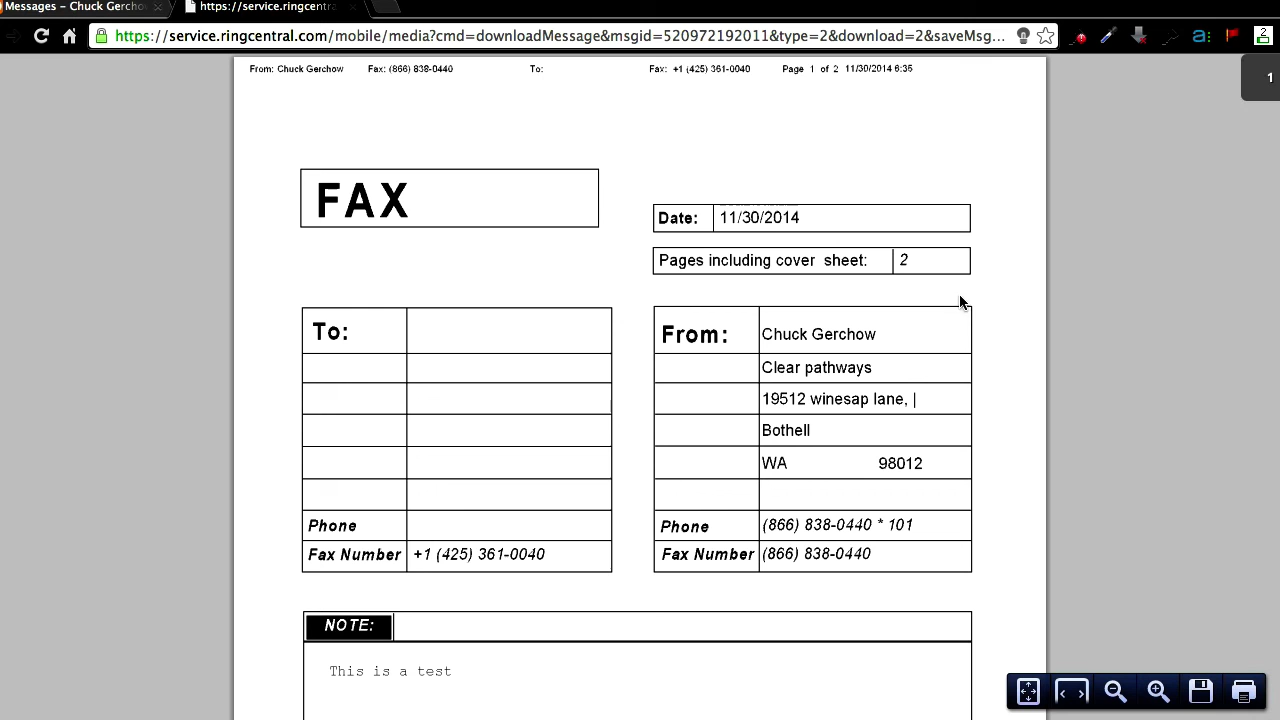 Messages – Chuck Gercho
https://service.ringcentra
https://service.ringcentral.com/mobile/media?cmd=downloadMessage&msgid=520972192011&type=2&download=2&saveMsg...
a:
2
From: Chuck Gerchow Fax: (866) 838-0440 To: Fax: +1 (425) 361-0040 Page 1 of 2 11/30/2014 6:35
1
FAX
Date: 11/30/2014
Pages including cover sheet: 2
To:
Phone
Fax Number +1 (425) 361-0040
From: Chuck Gerchow
Clear pathways
19512 winesap lane, |
Bothell
WA 98012
Phone (866) 838-0440 * 101
Fax Number (866) 838-0440
NOTE:
This is a test